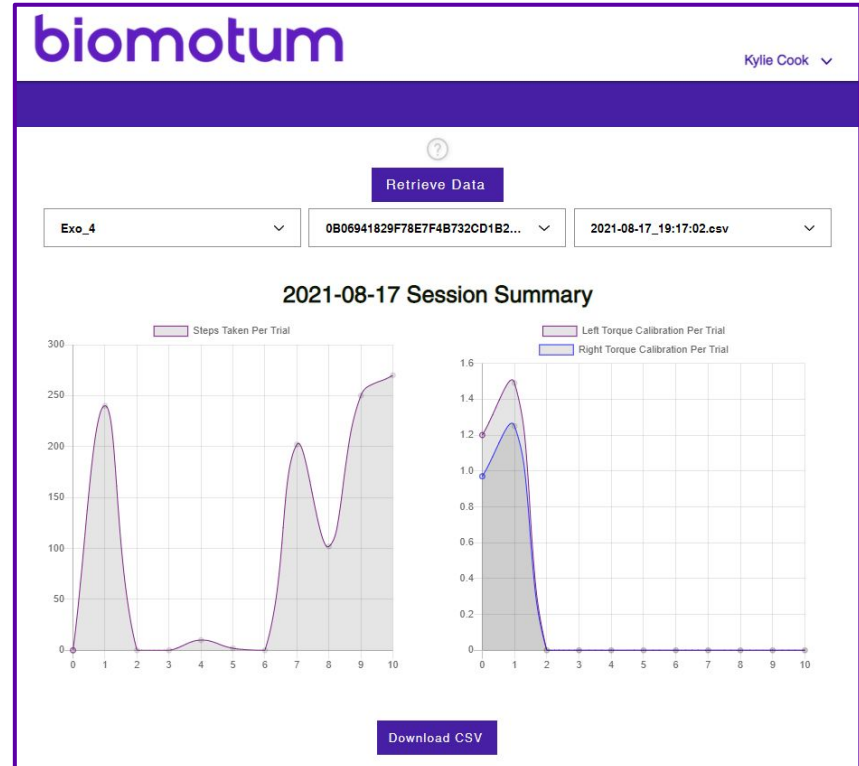 biomotum
Kylie Cook
?
Retrieve Data
Exo_4
0B06941829F78E7F4B732CD1B2...
2021-08-17_19:17:02.csv
2021-08-17 Session Summary
Steps Taken Per Trial
300
250
200
150
100
50
0
0 1 2 3 4 5 6 7 8 9 10
Left Torque Calibration Per Trial
Right Torque Calibration Per Trial
1.6
1.4
1.2
1.0
0.8
0.6
0.4
0.2
0
0 1 2 3 4 5 6 7 8 9 10
Download CSV